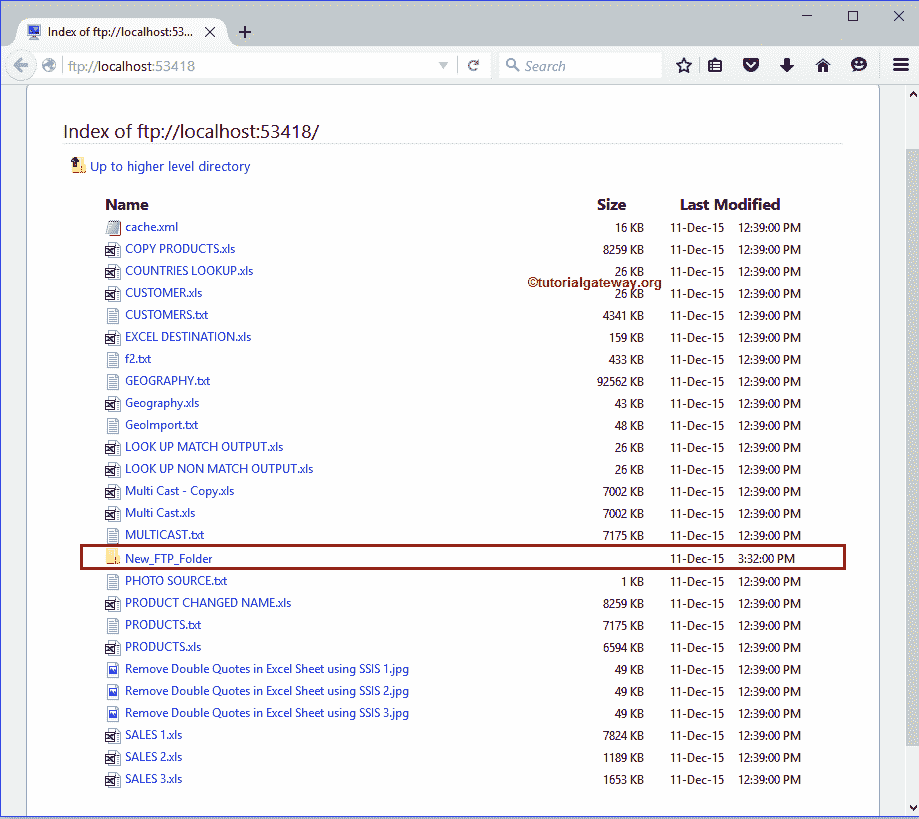 Index of ftp://localhost:53...
ftp://localhost:53418
Search
Index of ftp://localhost:53418/
Up to higher level directory
Name Size Last Modified
cache.xml 16 KB 11-Dec-15 12:39:00 PM
COPY PRODUCTS.xls 8259 KB 11-Dec-15 12:39:00 PM
COUNTRIES LOOKUP.xls 26 KB 11-Dec-15 12:39:00 PM
©tutorialgateway.org
CUSTOMER.xls 26 KB 11-Dec-15 12:39:00 PM
CUSTOMERS.txt 4341 KB 11-Dec-15 12:39:00 PM
EXCEL DESTINATION.xls 159 KB 11-Dec-15 12:39:00 PM
f2.txt 433 KB 11-Dec-15 12:39:00 PM
GEOGRAPHY.txt 92562 KB 11-Dec-15 12:39:00 PM
Geography.xls 43 KB 11-Dec-15 12:39:00 PM
GeoImport.txt 48 KB 11-Dec-15 12:39:00 PM
LOOK UP MATCH OUTPUT.xls 26 KB 11-Dec-15 12:39:00 PM
LOOK UP NON MATCH OUTPUT.xls 26 KB 11-Dec-15 12:39:00 PM
Multi Cast - Copy.xls 7002 KB 11-Dec-15 12:39:00 PM
Multi Cast.xls 7002 KB 11-Dec-15 12:39:00 PM
MULTICAST.txt 7175 KB 11-Dec-15 12:39:00 PM
New_FTP_Folder 11-Dec-15 3:32:00 PM
PHOTO SOURCE.txt 1 KB 11-Dec-15 12:39:00 PM
PRODUCT CHANGED NAME.xls 8259 KB 11-Dec-15 12:39:00 PM
PRODUCTS.txt 7175 KB 11-Dec-15 12:39:00 PM
PRODUCTS.xls 6594 KB 11-Dec-15 12:39:00 PM
Remove Double Quotes in Excel Sheet using SSIS 1.jpg 49 KB 11-Dec-15 12:39:00 PM
Remove Double Quotes in Excel Sheet using SSIS 2.jpg 49 KB 11-Dec-15 12:39:00 PM
Remove Double Quotes in Excel Sheet using SSIS 3.jpg 49 KB 11-Dec-15 12:39:00 PM
SALES 1.xls 7824 KB 11-Dec-15 12:39:00 PM
SALES 2.xls 1189 KB 11-Dec-15 12:39:00 PM
SALES 3.xls 1653 KB 11-Dec-15 12:39:00 PM